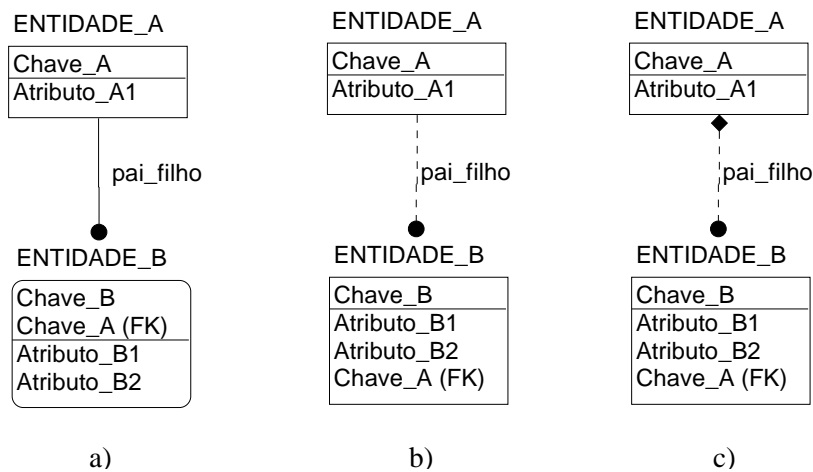 ENTIDADE_A
Chave_A
Atributo_A1
pai_filho
ENTIDADE_B
Chave_B
Chave_A (FK)
Atributo_B1
Atributo_B2
a)
ENTIDADE_A
Chave_A
Atributo_A1
pai_filho
ENTIDADE_B
Chave_B
Atributo_B1
Atributo_B2
Chave_A (FK)
b)
ENTIDADE_A
Chave_A
Atributo_A1
pai_filho
ENTIDADE_B
Chave_B
Atributo_B1
Atributo_B2
Chave_A (FK)
c)